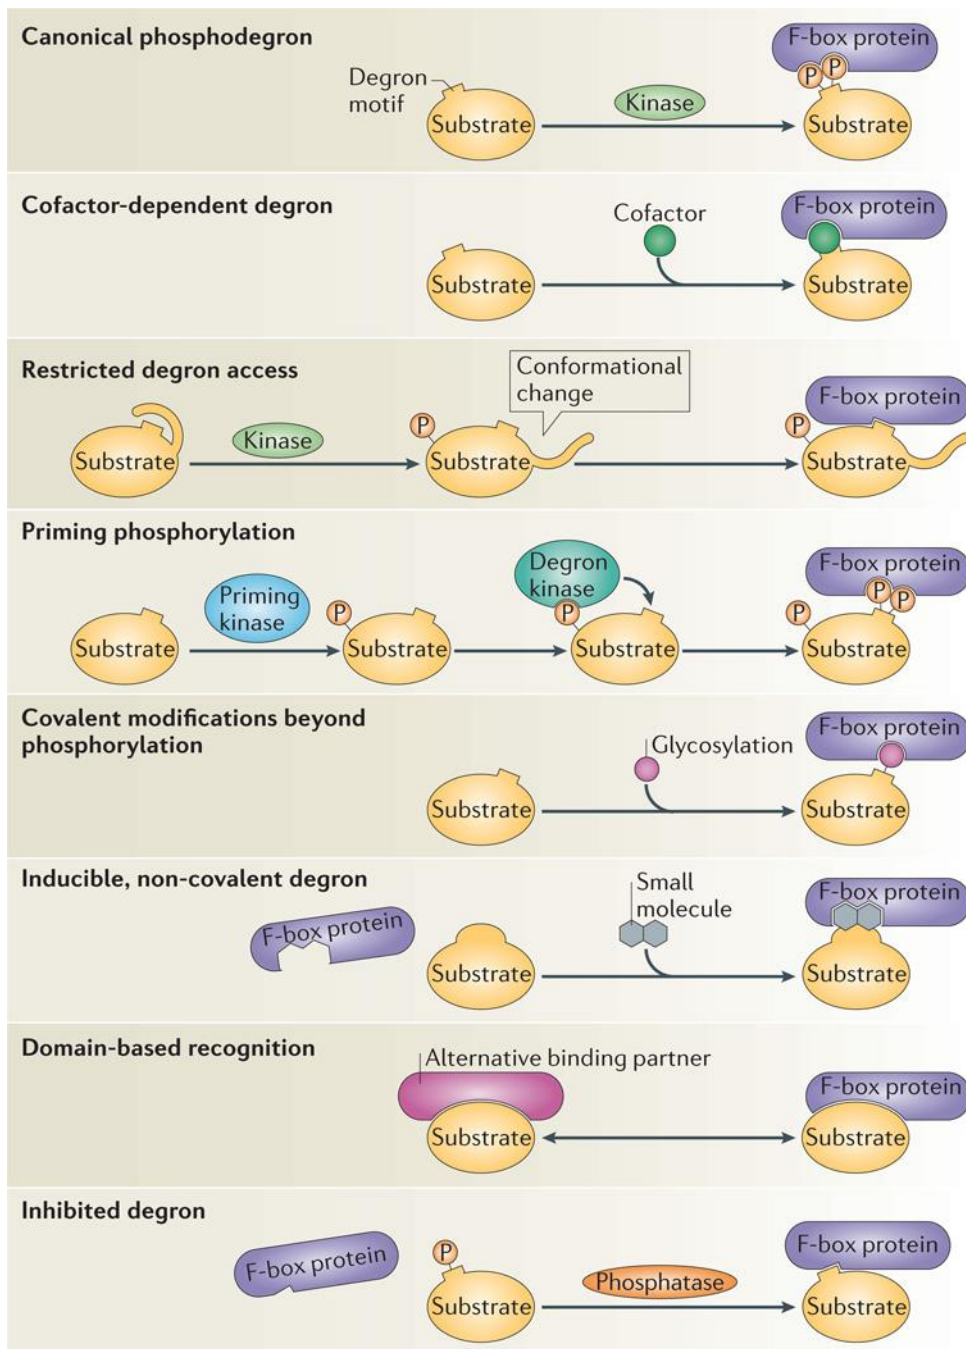 Canonical phosphodegron
F-box protein
P P
Degron
motif
Substrate
Kinase
Substrate
Cofactor-dependent degron
Cofactor
F-box protein
Substrate
Substrate
Restricted degron access
Conformational
change
F-box protein
Substrate
Kinase
P
Substrate
P
Substrate
Priming phosphorylation
Priming
kinase
Degron
kinase
F-box protein
Substrate
P
Substrate
P
Substrate
P
P P
Substrate
Covalent modifications beyond
phosphorylation
Glycosylation
F-box protein
Substrate
Substrate
Inducible, non-covalent degron
F-box protein
Small
molecule
F-box protein
Substrate
Substrate
Domain-based recognition
Alternative binding partner
F-box protein
Substrate
Substrate
Inhibited degron
F-box protein
P
Substrate
Phosphatase
F-box protein
Substrate